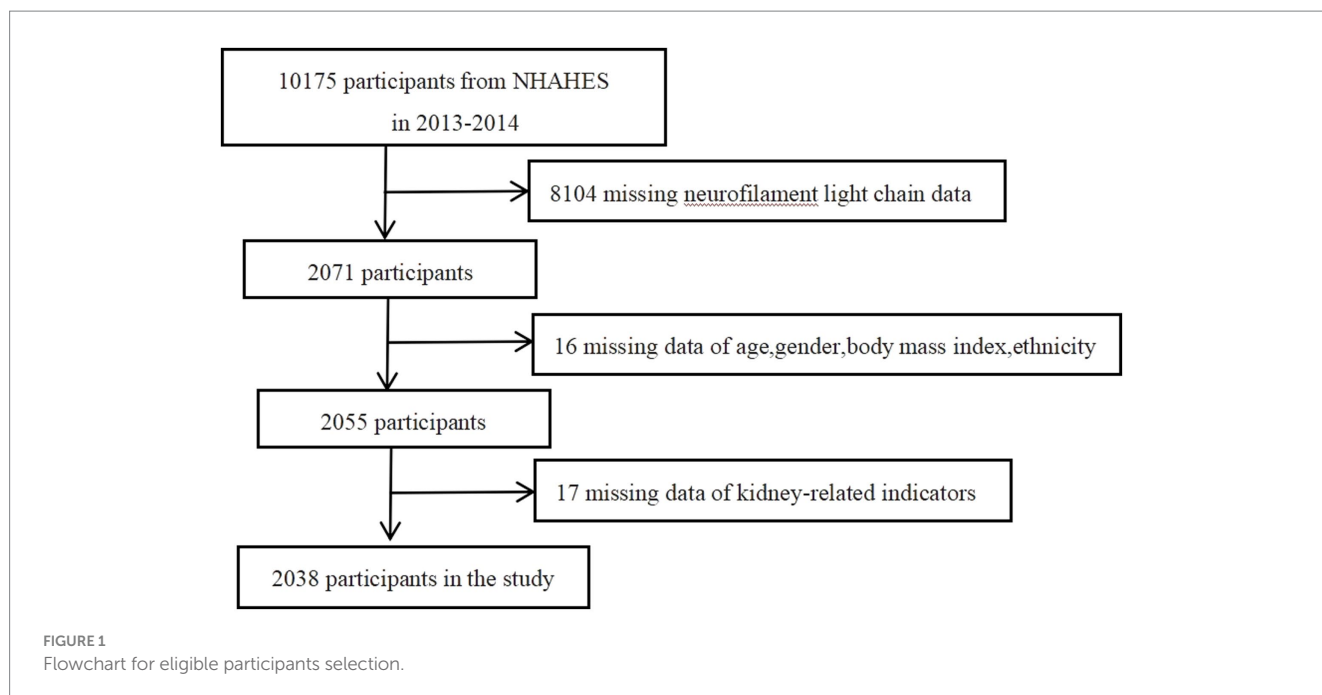 10175 participants from NHAHES
in 2013-2014
8104 missing neurofilament light chain data
2071 participants
16 missing data of age,gender,body mass index,ethnicity
2055 participants
17 missing data of kidney-related indicators
2038 participants in the study
FIGURE 1
Flowchart for eligible participants selection.